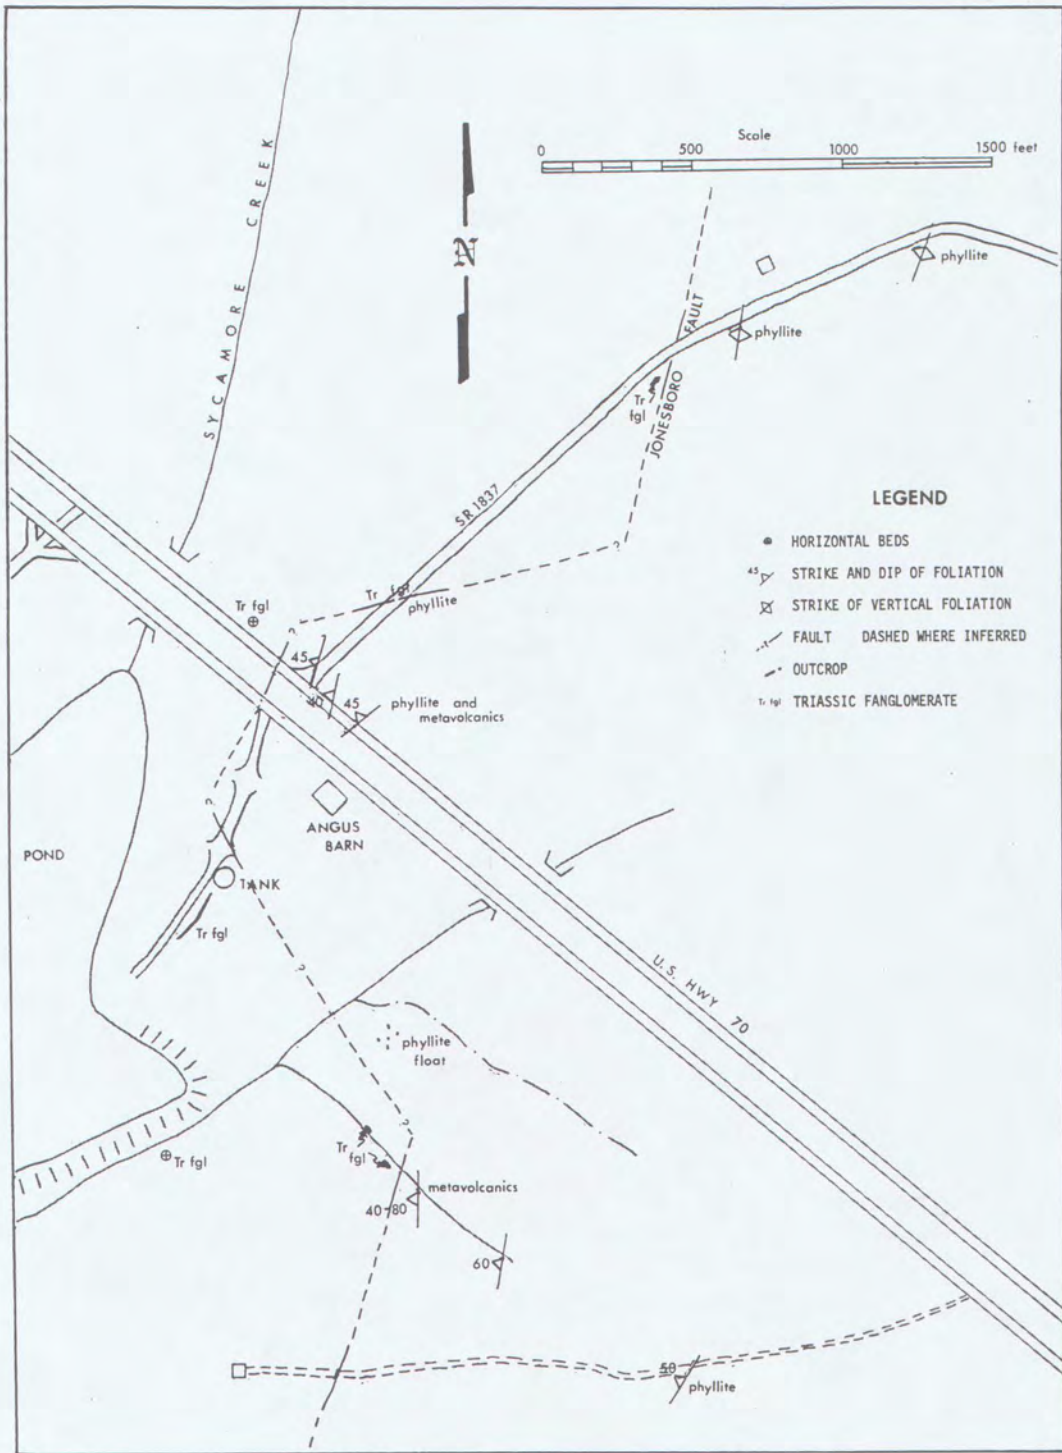 Scale
0 500 1000 1500 feet
SYCAMORE CREEK
N
phyllite
FAULT
phyllite
Tr
fgl
JONESBORO
SR 1837
LEGEND
HORIZONTAL BEDS
45 STRIKE AND DIP OF FOLIATION
STRIKE OF VERTICAL FOLIATION
FAULT DASHED WHERE INFERRED
OUTCROP
Tr fgl TRIASSIC FANGLOMERATE
?
Tr fgl
phyllite
Tr fgl
?
45
40 45
phyllite and
metavolcanics
?
ANGUS
BARN
POND
TANK
Tr fgl
?
U.S. HWY 70
phyllite
float
?
Tr
fgl
Tr fgl
metavolcanics
40-80
60
50
phyllite